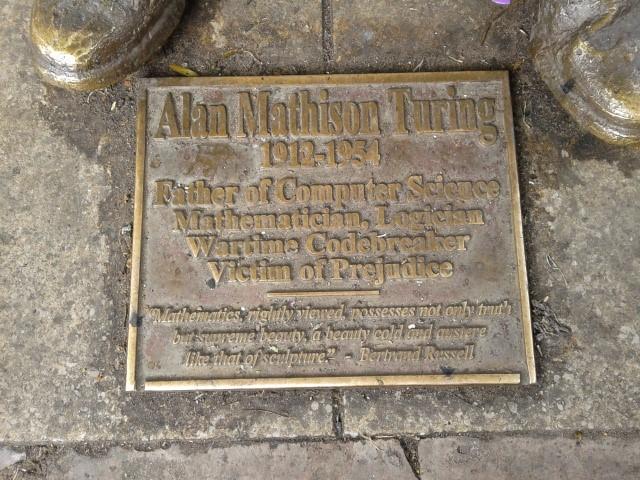 Alan Mathison Turing
1912-1954
Father of Computer Science
Mathematician, Logician
Wartime Codebreaker
Victim of Prejudice
"Mathematics, rightly viewed, possesses not only truth
but supreme beauty, a beauty cold and austere
like that of sculpture." - Bertrand Russell